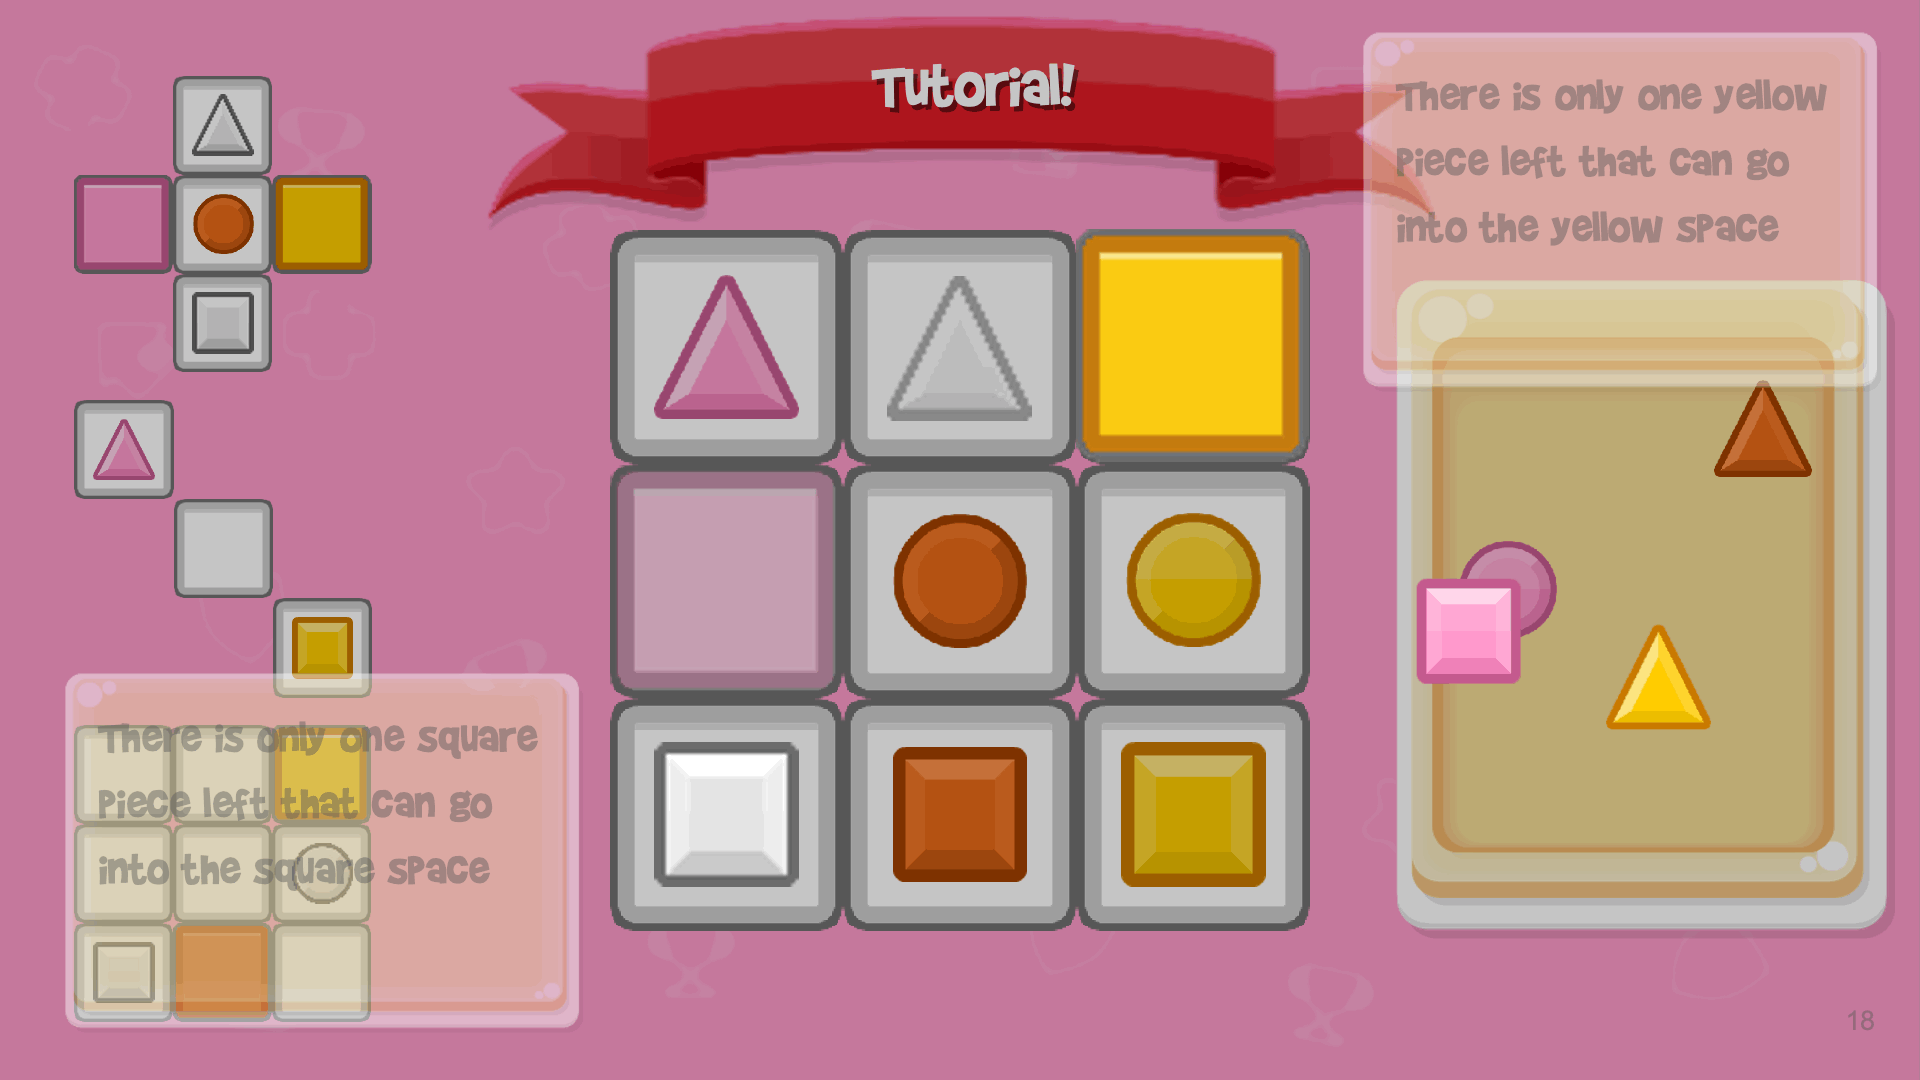 Tutorial!
There is only one yellow
Piece left that can go
into the yellow space
There is only one square
Piece left that can go
into the square space
18